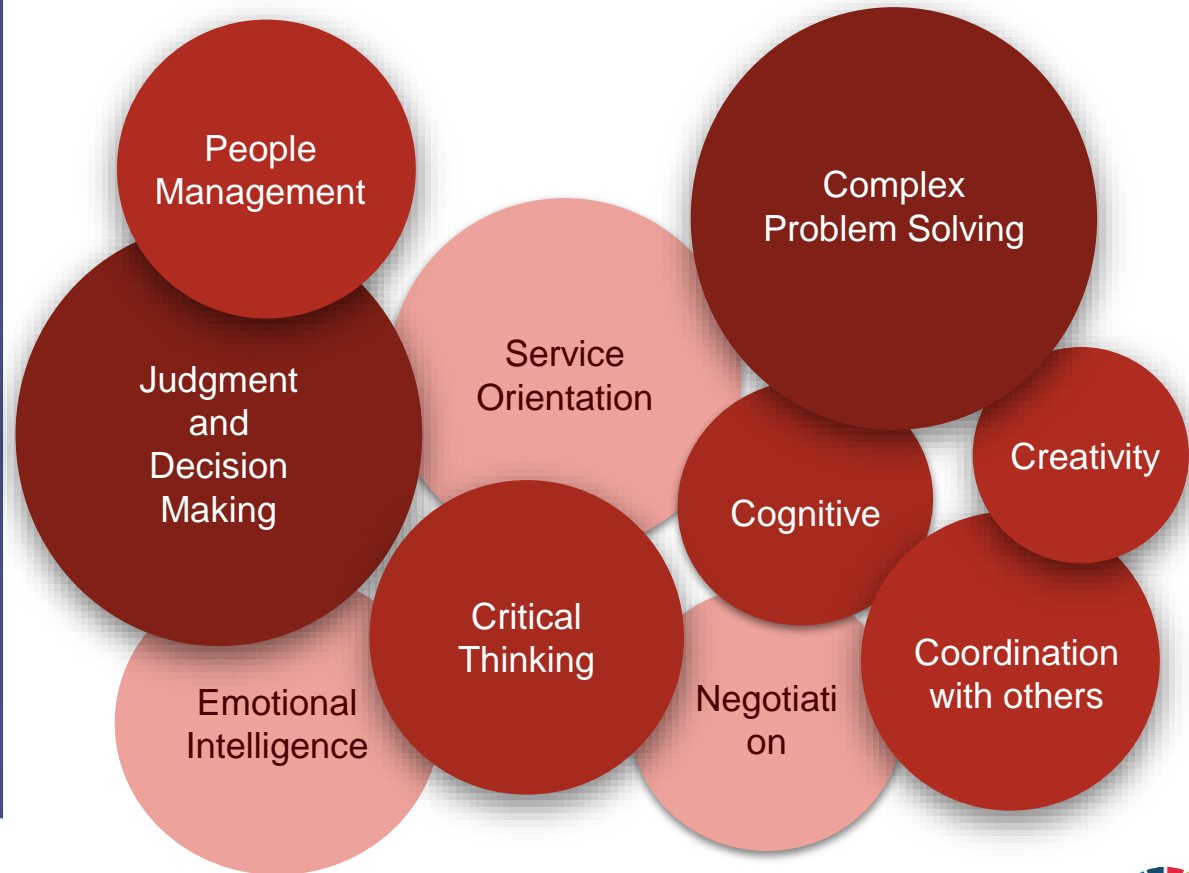 People
Management
Complex
Problem Solving
Service
Orientation
Judgment
and
Decision
Making
Creativity
Cognitive
Critical
Thinking
Coordination
with others
Emotional
Intelligence
Negotiati
on